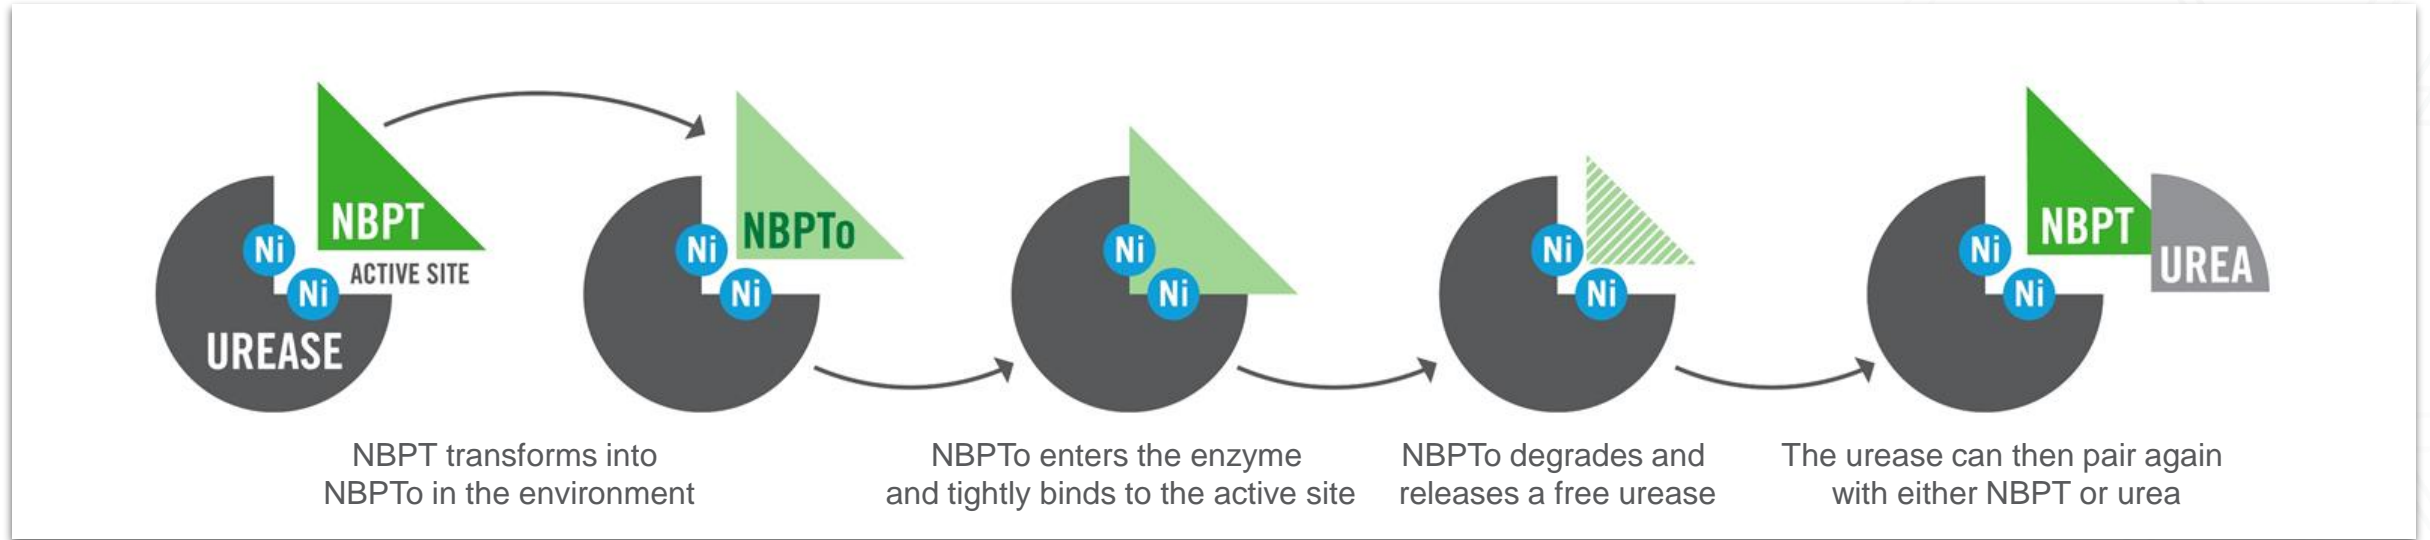 NBPT
Ni
Ni
ACTIVE SITE
UREASE
NBPTo
Ni
Ni
Ni
Ni
Ni
Ni
NBPT
UREA
Ni
Ni
NBPT transforms into
NBPTo in the environment
NBPTo enters the enzyme
and tightly binds to the active site
NBPTo degrades and
releases a free urease
The urease can then pair again
with either NBPT or urea